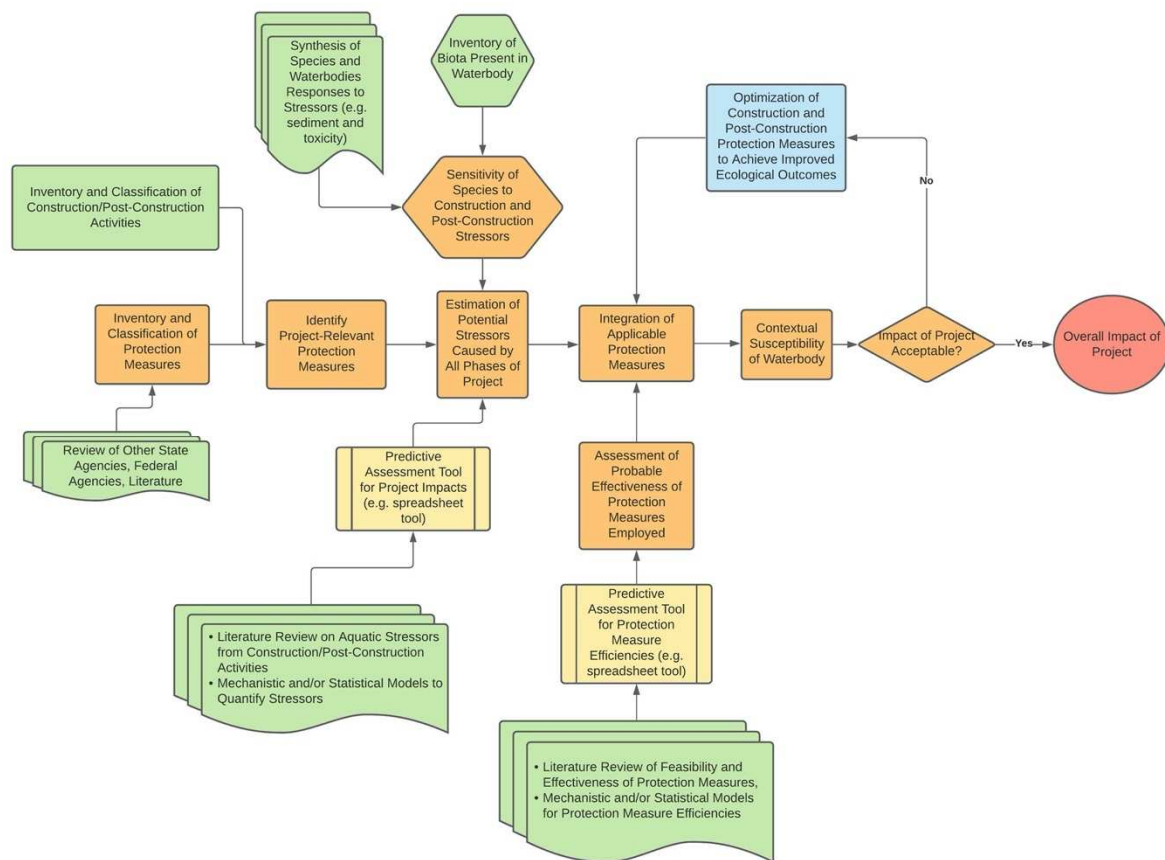 Synthesis of
Species and
Waterbodies
Responses to
Stressors (e.g.
sediment and
toxicity)
Inventory of
Biota Present in
Waterbody
Optimization of
Construction and
Post-Construction
Protection Measures
to Achieve Improved
Ecological Outcomes
No
Inventory and Classification of
Construction/Post-Construction
Activities
Sensitivity of
Species to
Construction and
Post-Construction
Stressors
Inventory and
Classification of
Protection
Measures
Identify
Project-Relevant
Protection
Measures
Estimation of
Potential
Stressors
Caused by
All Phases of
Project
Integration of
Applicable
Protection
Measures
Contextual
Susceptibility
of Waterbody
Impact of Project
Acceptable?
Yes
Overall Impact of
Project
Review of Other State
Agencies, Federal
Agencies, Literature
Predictive
Assessment Tool
for Project Impacts
(e.g. spreadsheet
tool)
Assessment of
Probable
Effectiveness of
Protection
Measures
Employed
Predictive
Assessment Tool
for Protection
Measure
Efficiencies (e.g.
spreadsheet tool)
• Literature Review on Aquatic Stressors
from Construction/Post-Construction
Activities
• Mechanistic and/or Statistical Models to
Quantify Stressors
• Literature Review of Feasibility and
Effectiveness of Protection Measures,
• Mechanistic and/or Statistical Models
for Protection Measure Efficiencies